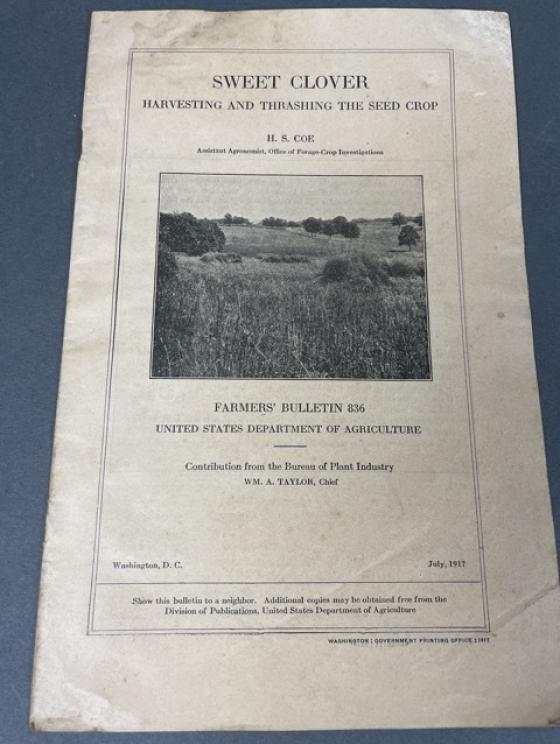 SWEET CLOVER
HARVESTING AND THRASHING THE SEED CROP
H. S. COE
Assistant Agronomist, Office of Forage-Crop Investigations
FARMERS' BULLETIN 836
UNITED STATES DEPARTMENT OF AGRICULTURE
Contribution from the Bureau of Plant Industry
WM. A. TAYLOR, Chief
Washington, D. C.
July, 1917
Show this bulletin to a neighbor. Additional copies may be obtained free from the
Division of Publications, United States Department of Agriculture
WASHINGTON : GOVERNMENT PRINTING OFFICE : 1917